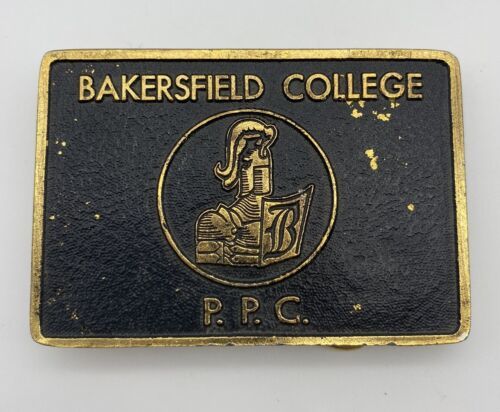 BAKERSFIELD COLLEGE
B
P. P. C.